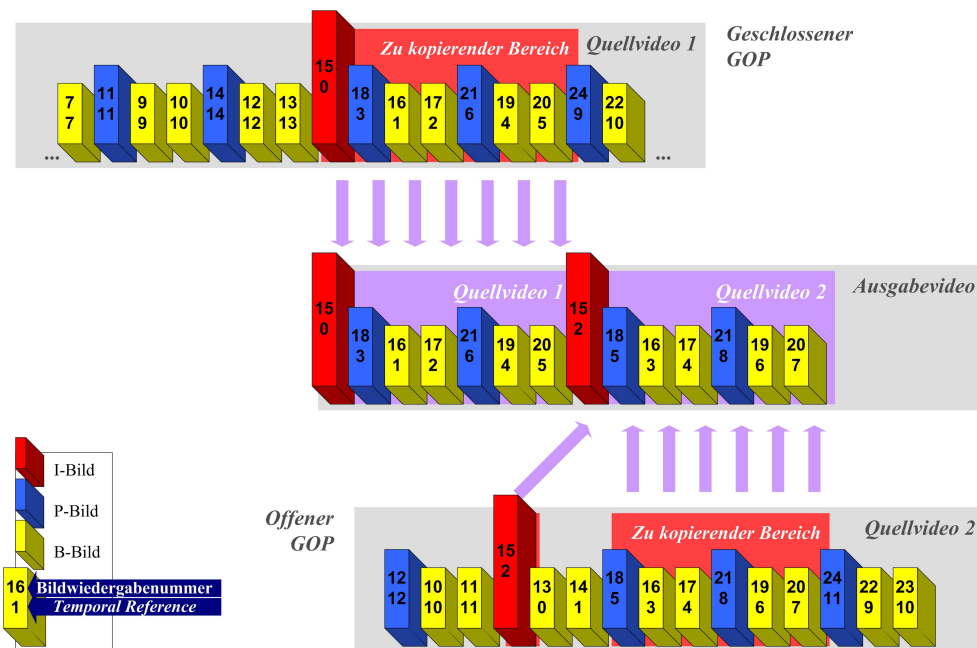 Geschlossener
GOP
Quellvideo 1
Zu kopierender Bereich
7 11 9 10 14 12 13 15 18 16 17 21 19 20 24 22
7 11 9 10 14 12 13 0 3 1 2 6 4 5 9 10
... ...
Ausgabevideo
Quellvideo 1 Quellvideo 2
15 18 16 17 21 19 20 15 18 16 17 21 19 20
0 3 1 2 6 4 5 2 5 3 4 8 6 7
I-Bild
P-Bild
B-Bild
16 Bildwiedergabenummer
1 Temporal Reference
Offener
GOP
Zu kopierender Bereich
Quellvideo 2
12 10 11 15 13 14 18 16 17 21 19 20 24 22 23
12 10 11 2 0 1 5 3 4 8 6 7 11 9 10